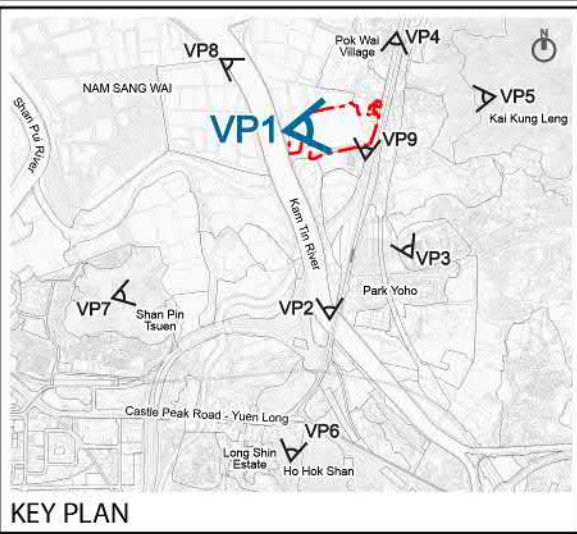 Pok Wai
Village
VP4
N
VP8
NAM SANG WAI
VP5
Kai Kung Leng
Shan Pui River
VP1
VP9
Kam Tin River
VP3
Park Yoho
VP7
Shan Pin
Tsuen
VP2
Castle Peak Road - Yuen Long
VP6
Long Shin
Estate
Ho Hok Shan
KEY PLAN